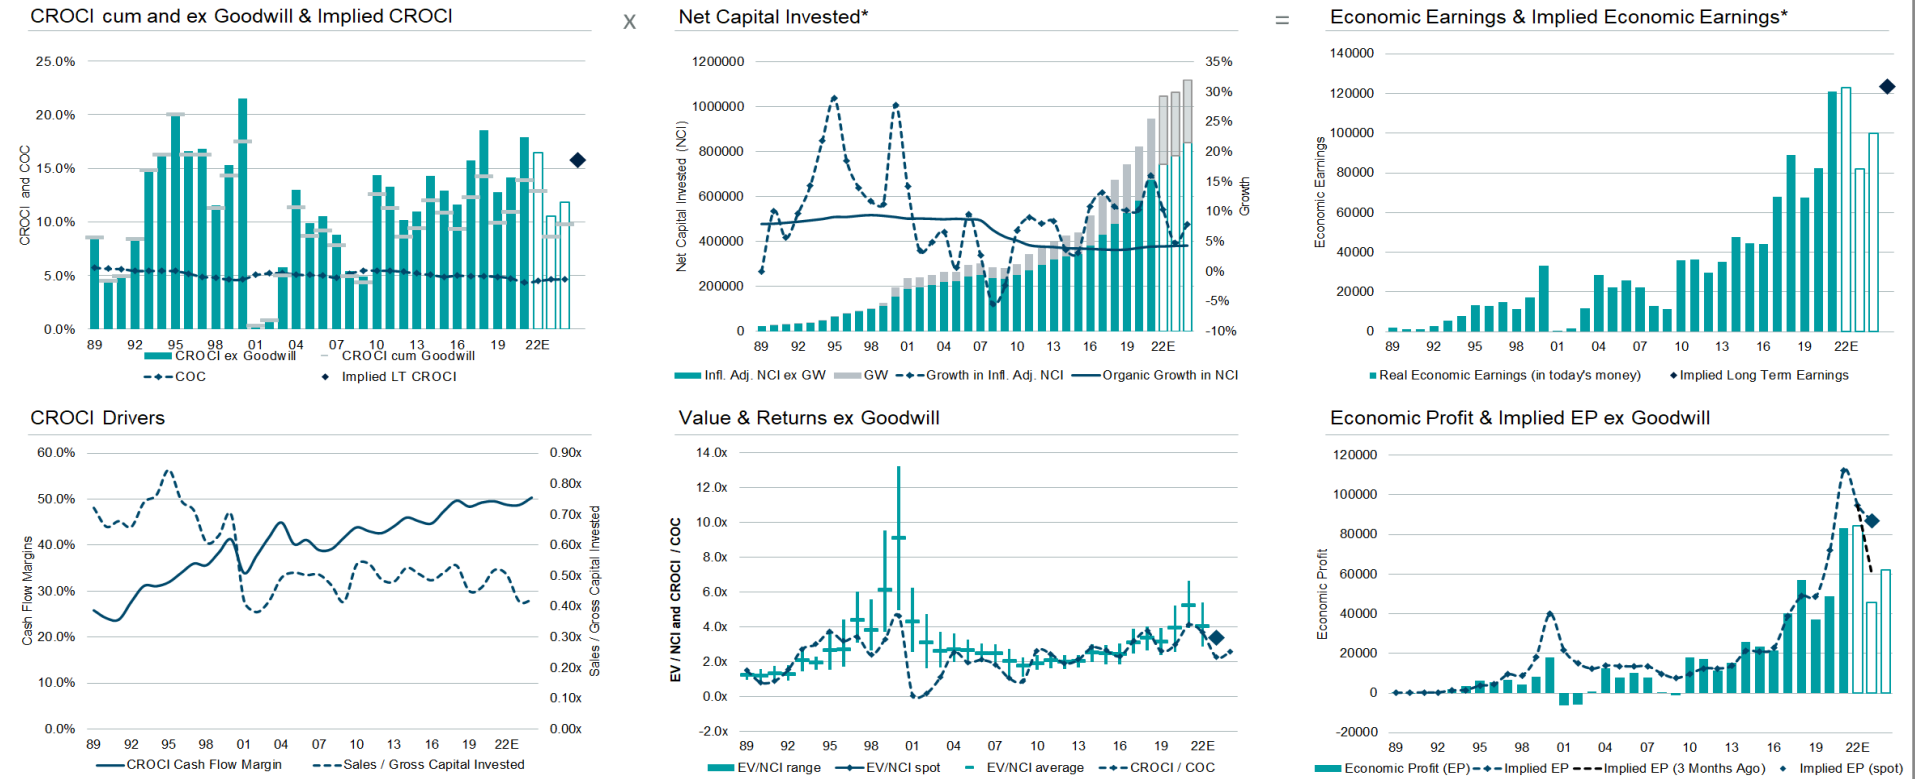 CROCI cum and ex Goodwill & Implied CROCI
x
Net Capital Invested*
=
Economic Earnings & Implied Economic Earnings*
CROCI and COC
25.0%
20.0%
15.0%
10.0%
5.0%
0.0%
89 92 95 98 01 04 07 10 13 16 19 22E
CROCI ex Goodwill
CROCI cum Goodwill
COC
Implied LT CROCI
Net Capital Invested (NCI)
1200000
1000000
800000
600000
400000
200000
0
35%
30%
25%
20%
15%
10%
5%
0%
-5%
-10%
Growth
89 92 95 98 01 04 07 10 13 16 19 22E
Infl. Adj. NCI ex GW
GW
Growth in Infl. Adj. NCI
Organic Growth in NCI
Economic Earnings
140000
120000
100000
80000
60000
40000
20000
0
89 92 95 98 01 04 07 10 13 16 19 22E
Real Economic Earnings (in today's money)
Implied Long Term Earnings
CROCI Drivers
Value & Returns ex Goodwill
Economic Profit & Implied EP ex Goodwill
Cash Flow Margins
60.0%
50.0%
40.0%
30.0%
20.0%
10.0%
0.0%
0.90x
0.80x
0.70x
0.60x
0.50x
0.40x
0.30x
0.20x
0.10x
0.00x
Sales / Gross Capital Invested
89 92 95 98 01 04 07 10 13 16 19 22E
CROCI Cash Flow Margin
Sales / Gross Capital Invested
EV / NCI and CROCI / COC
14.0x
12.0x
10.0x
8.0x
6.0x
4.0x
2.0x
0.0x
-2.0x
89 92 95 98 01 04 07 10 13 16 19 22E
EV/NCI range
EV/NCI spot
EV/NCI average
CROCI / COC
Economic Profit
120000
100000
80000
60000
40000
20000
0
-20000
89 92 95 98 01 04 07 10 13 16 19 22E
Economic Profit (EP)
Implied EP
Implied EP (3 Months Ago)
Implied EP (spot)